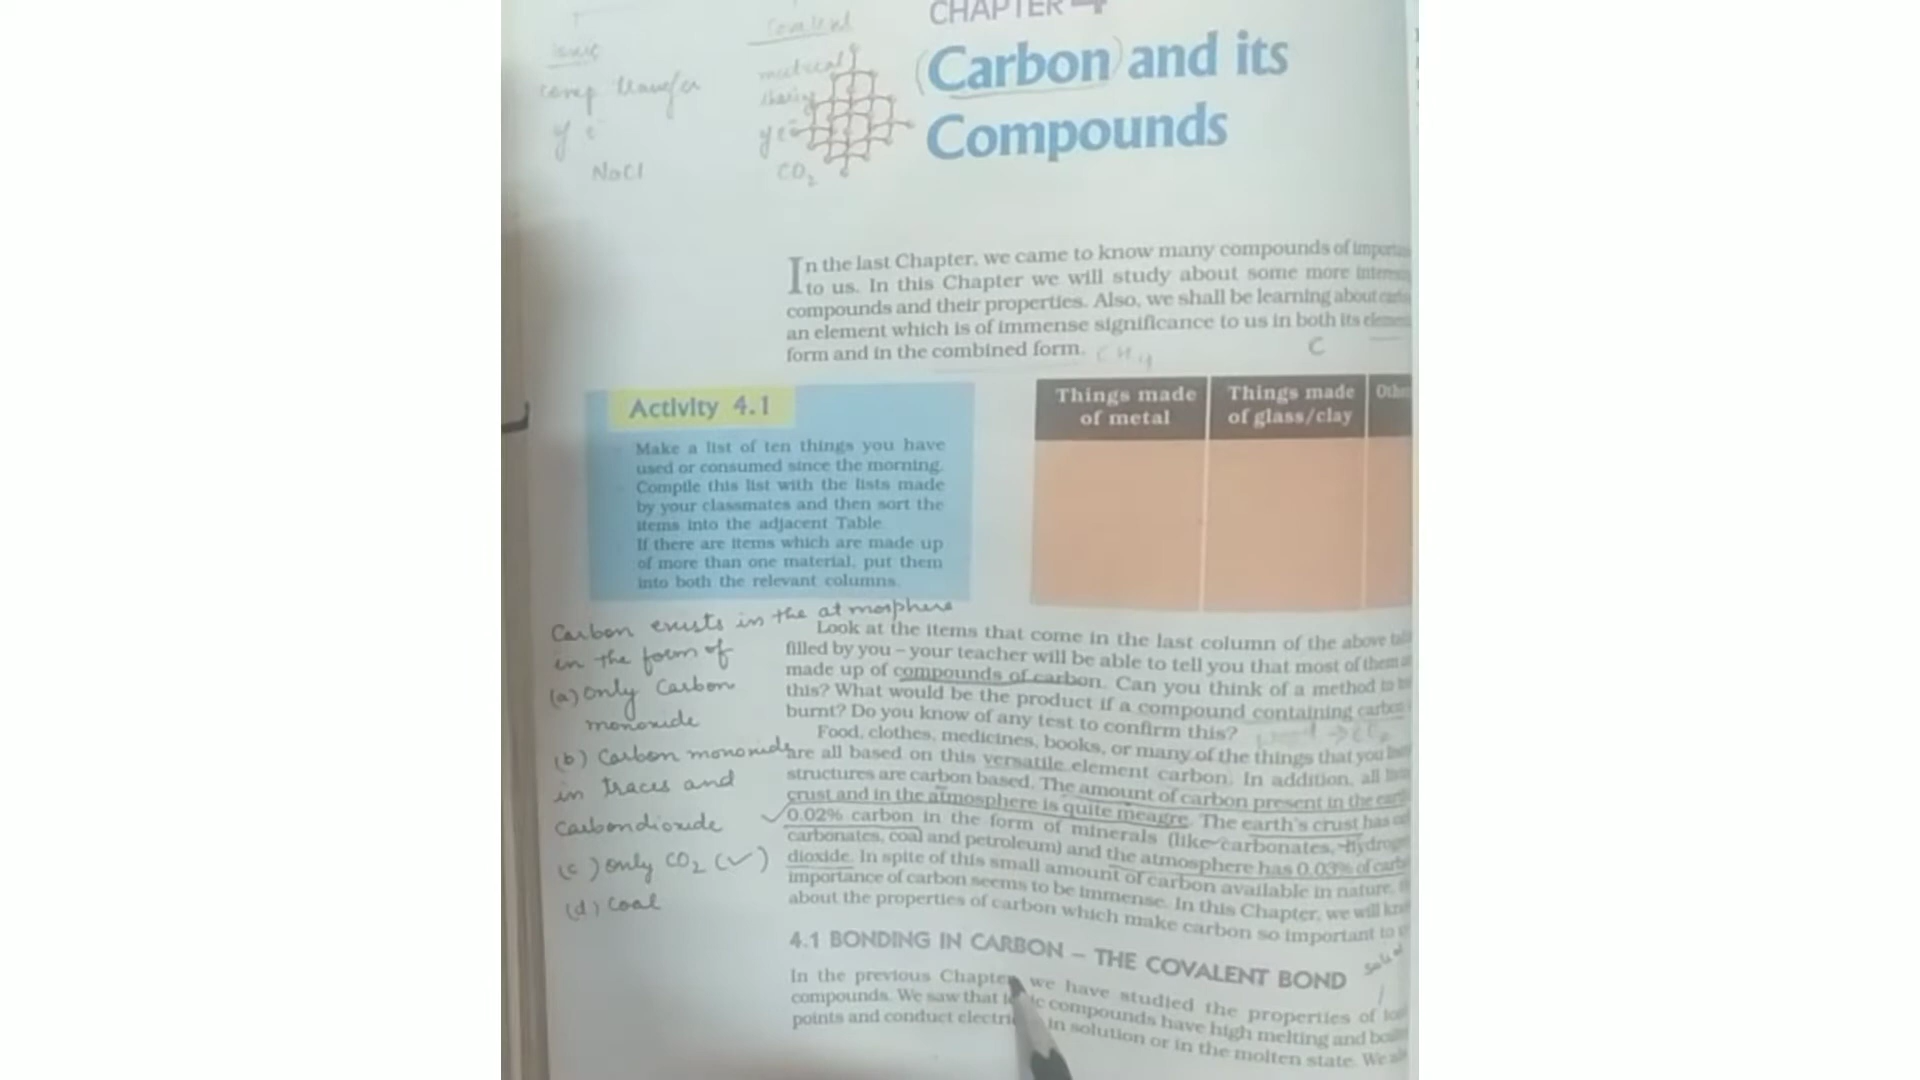 CHAPTER 4
(Carbon) and its
Compounds
Ionic
comp transfer
NaCl
Covalent
mutual
sharing
CO2
In the last Chapter, we came to know many compounds of
to us. In this Chapter we will study about some more
compounds and their properties. Also, we shall be learning about
an element which is of immense significance to us in both its
form and in the combined form. CH4
C
Activity 4.1
Make a list of ten things you have
used or consumed since the morning.
Compile this list with the lists made
by your classmates and then sort the
items into the adjacent Table.
If there are items which are made up
of more than one material, put them
into both the relevant columns.
Things made
of metal
Things made
of glass/clay
Look at the items that come in the last column of the above
filled by you – your teacher will be able to tell you that most of them
made up of compounds of carbon. Can you think of a method to
this? What would be the product if a compound containing carbon
burnt? Do you know of any test to confirm this?
Food, clothes, medicines, books, or many of the things that you
are all based on this versatile element carbon. In addition, all
structures are carbon based. The amount of carbon present in the
crust and in the atmosphere is quite meagre. The earth's crust has
0.02% carbon in the form of minerals (like carbonates,
carbonates, coal and petroleum) and the atmosphere has 0.03% of
dioxide. In spite of this small amount of carbon available in nature,
importance of carbon seems to be immense. In this Chapter, we will
about the properties of carbon which make carbon so important to
Carbon exists in the atmosphere
in the form of
(a) only Carbon
monoxide
(b) Carbon monoxide
in traces and
Carbondioxide
(c) only CO2 (✓)
(d) Coal
4.1 BONDING IN CARBON – THE COVALENT BOND
In the previous Chapter, we have studied the properties of
compounds. We saw that compounds have high melting and
points and conduct in solution or in the molten state. We